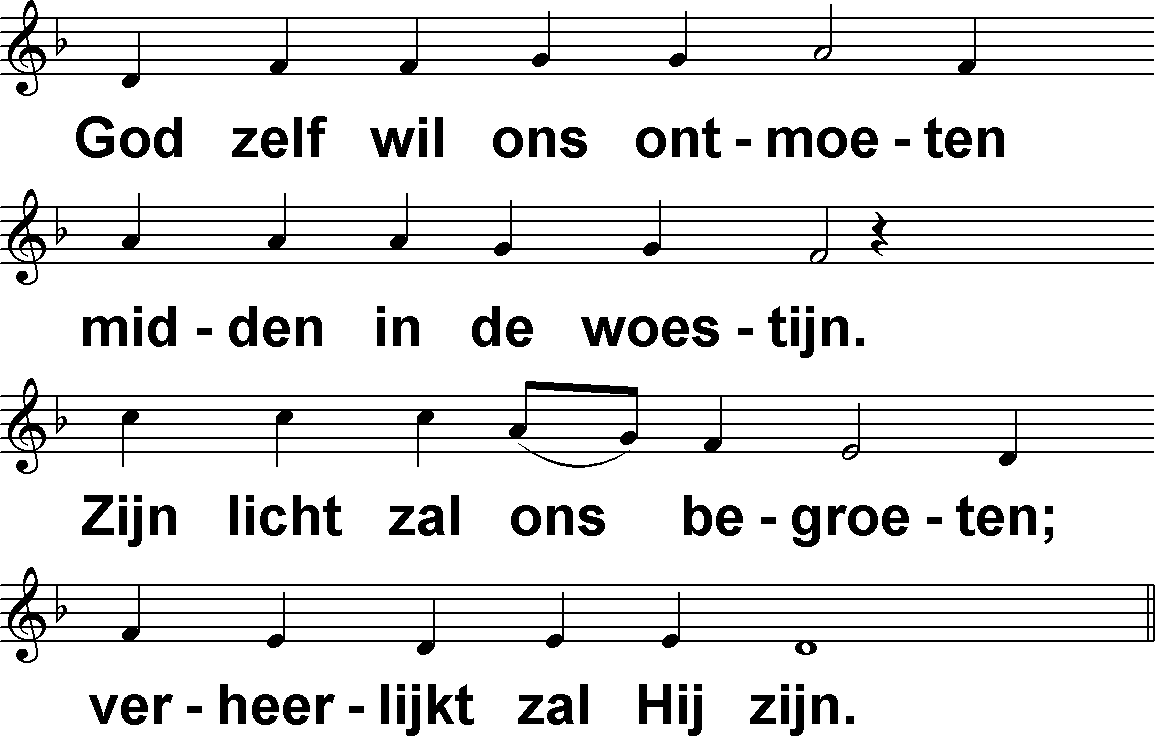 God zelf wil ons ont - moe - ten
mid - den in de woes - tijn.
Zijn licht zal ons be - groe - ten;
ver - heer - lijkt zal Hij zijn.